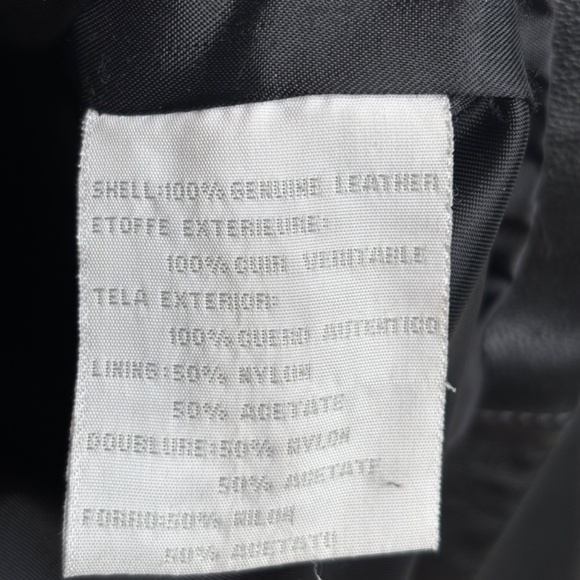 SHELL:100% GENUINE LEATHER
ETOFFE EXTERIEURE:
100% CUIR VERITABLE
TELA EXTERIOR:
100% CUERO AUTENTICO
LINING:50% NYLON
50% ACETATE
DOUBLURE:50% NYLON
50% ACETATE
FORRO:50% NILON
50% ACETATO